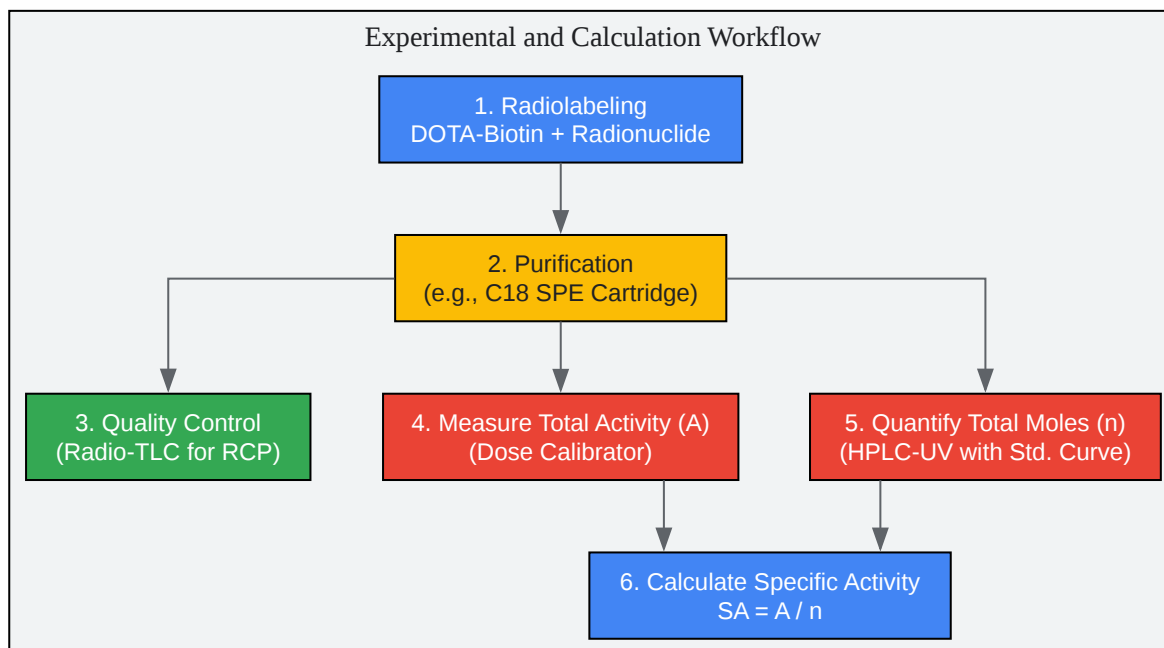 Experimental and Calculation Workflow
1. Radiolabeling
DOTA-Biotin + Radionuclide
2. Purification
(e.g., C18 SPE Cartridge)
3. Quality Control
(Radio-TLC for RCP)
4. Measure Total Activity (A)
(Dose Calibrator)
5. Quantify Total Moles (n)
(HPLC-UV with Std. Curve)
6. Calculate Specific Activity
SA = A / n